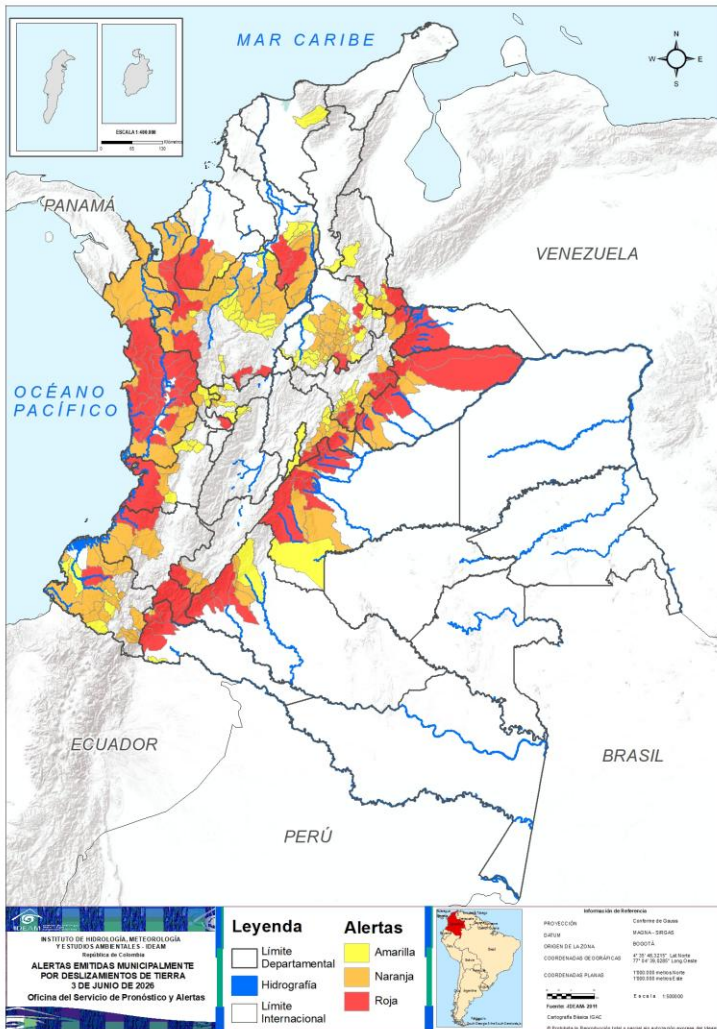 MAR CARIBE
N
W E
S
ESCALA 1:400.000
PANAMÁ
VENEZUELA
OCÉANO
PACÍFICO
ECUADOR
BRASIL
PERÚ
IDEAM
INSTITUTO DE HIDROLOGÍA, METEOROLOGÍA
Y ESTUDIOS AMBIENTALES - IDEAM
República de Colombia
ALERTAS EMITIDAS MUNICIPALMENTE
POR DESLIZAMIENTOS DE TIERRA
3 DE JUNIO DE 2026
Oficina del Servicio de Pronóstico y Alertas
Leyenda
Límite
Departamental
Hidrografía
Límite
Internacional
Alertas
Amarilla
Naranja
Roja
Información de Referencia
PROYECCIÓN Conforme de Gauss
DATUM MAGNA - SIRGAS
ORIGEN DE LA ZONA BOGOTÁ
COORDENADAS GEOGRÁFICAS
COORDENADAS PLANAS
Escala
Fuente: IDEAM
Cartografía Básica IGAC